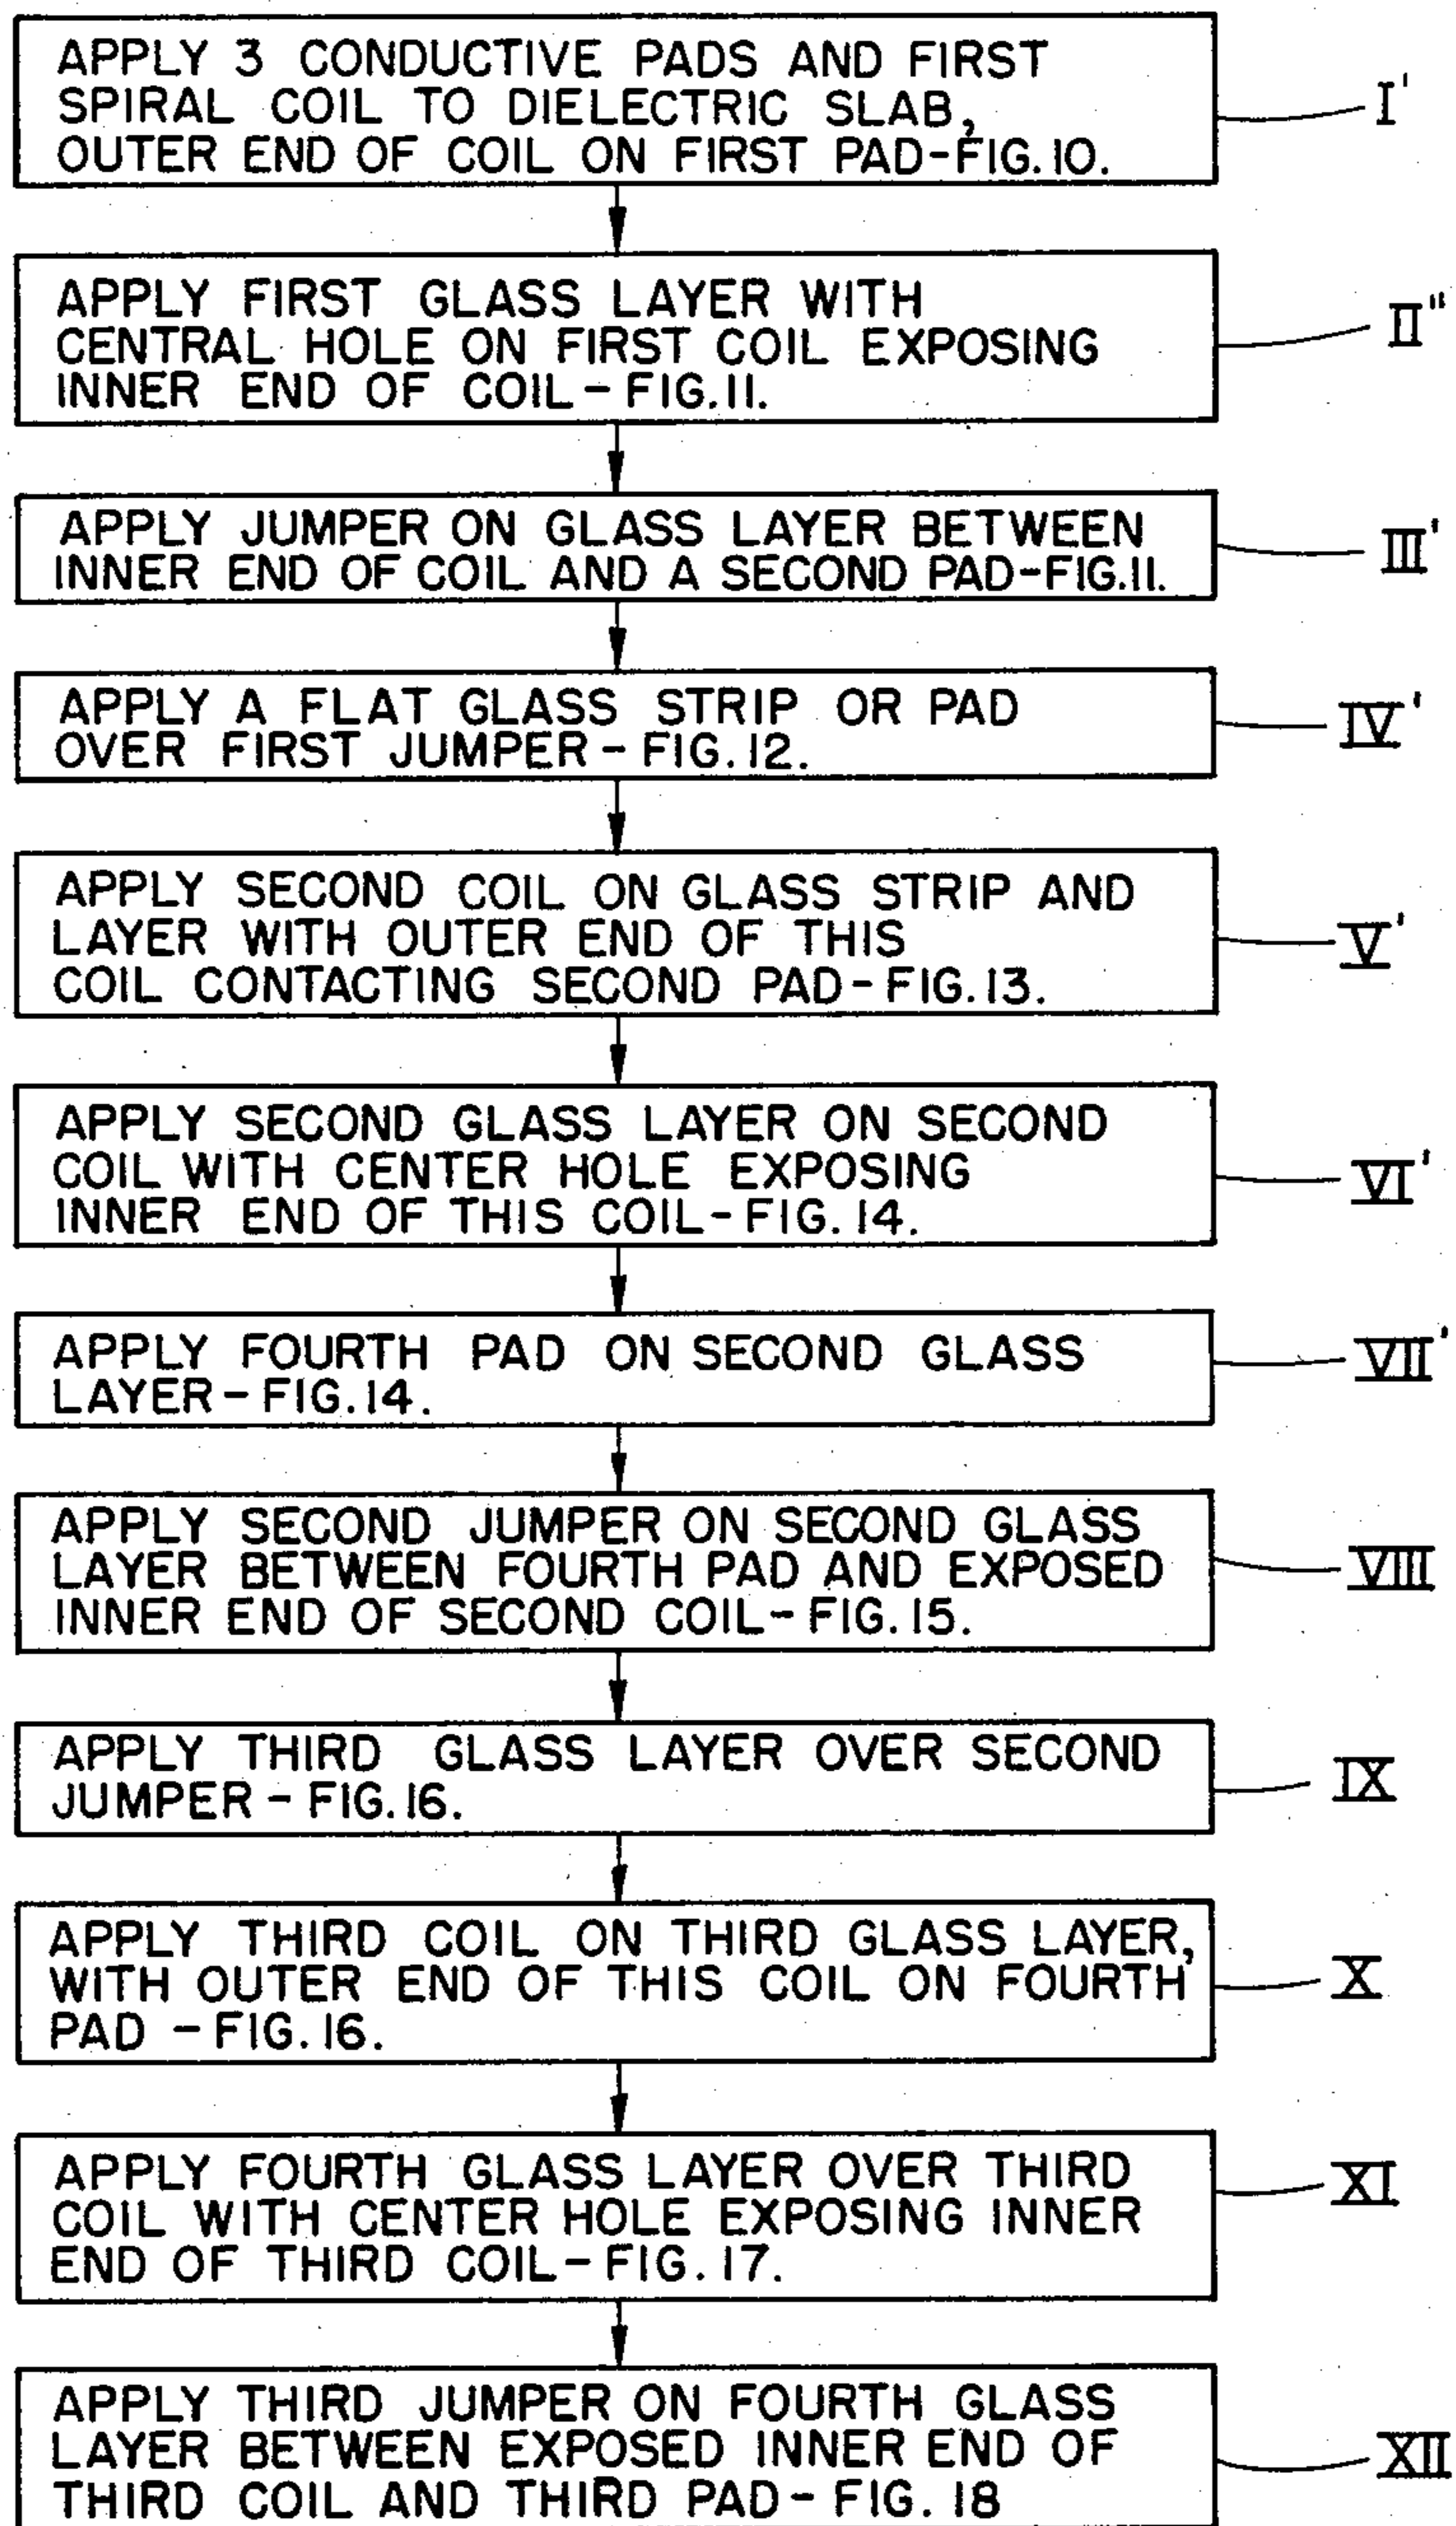 APPLY 3 CONDUCTIVE PADS AND FIRST
SPIRAL COIL TO DIELECTRIC SLAB,
OUTER END OF COIL ON FIRST PAD-FIG.10.
I'
APPLY FIRST GLASS LAYER WITH
CENTRAL HOLE ON FIRST COIL EXPOSING
INNER END OF COIL-FIG.11.
II"
APPLY JUMPER ON GLASS LAYER BETWEEN
INNER END OF COIL AND A SECOND PAD-FIG.11.
III'
APPLY A FLAT GLASS STRIP OR PAD
OVER FIRST JUMPER-FIG.12.
IV'
APPLY SECOND COIL ON GLASS STRIP AND
LAYER WITH OUTER END OF THIS
COIL CONTACTING SECOND PAD-FIG.13.
V'
APPLY SECOND GLASS LAYER ON SECOND
COIL WITH CENTER HOLE EXPOSING
INNER END OF THIS COIL-FIG.14.
VI'
APPLY FOURTH PAD ON SECOND GLASS
LAYER-FIG.14.
VII'
APPLY SECOND JUMPER ON SECOND GLASS
LAYER BETWEEN FOURTH PAD AND EXPOSED
INNER END OF SECOND COIL-FIG.15.
VIII
APPLY THIRD GLASS LAYER OVER SECOND
JUMPER-FIG.16.
IX
APPLY THIRD COIL ON THIRD GLASS LAYER,
WITH OUTER END OF THIS COIL ON FOURTH
PAD -FIG.16.
X
APPLY FOURTH GLASS LAYER OVER THIRD
COIL WITH CENTER HOLE EXPOSING INNER
END OF THIRD COIL-FIG.17.
XI
APPLY THIRD JUMPER ON FOURTH GLASS
LAYER BETWEEN EXPOSED INNER END OF
THIRD COIL AND THIRD PAD-FIG.18
XII